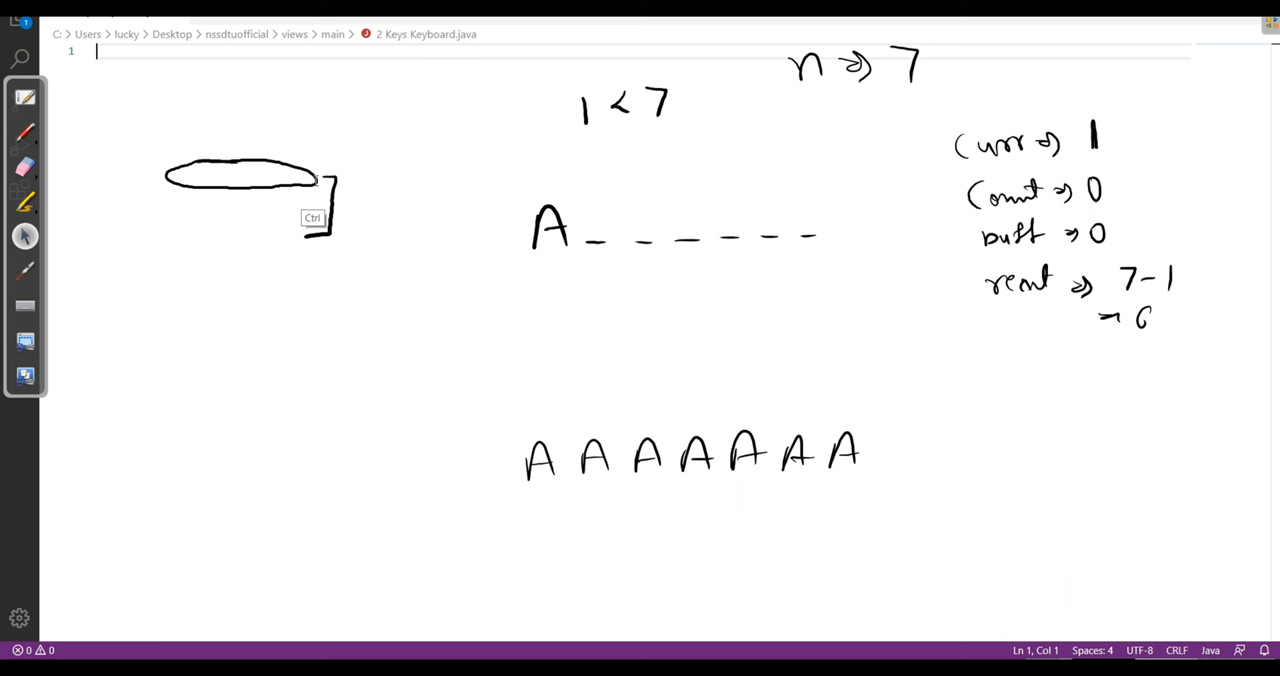 C: > Users > lucky > Desktop > nssdtuofficial > views > main > J 2 Keys Keyboard.java
1
n => 7
1 < 7
curr => 1
Ctrl
count => 0
A _ _ _ _ _ _
buff => 0
7-1
→ 6
A A A A A A A
0 0
Ln 1, Col 1 Spaces: 4 UTF-8 CRLF Java